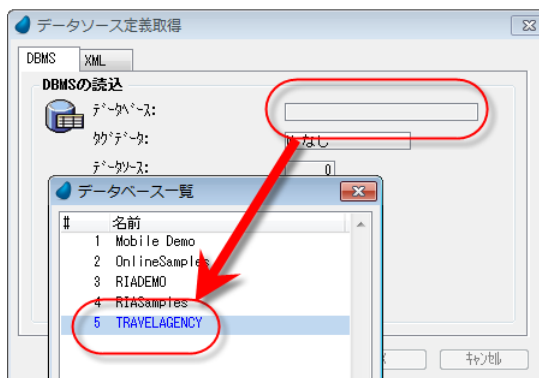 データソース定義取得
DBMS XML
DBMSの読込
ﾃﾞｰﾀﾍﾞｰｽ:
ﾀｸﾞﾃﾞｰﾀ:
なし
ﾃﾞｰﾀｿｰｽ:
0
データベース一覧
# 名前
1 Mobile Demo
2 OnlineSamples
3 RIADEMO
4 RIASamples
5 TRAVELAGENCY
ｷｬﾝｾﾙ